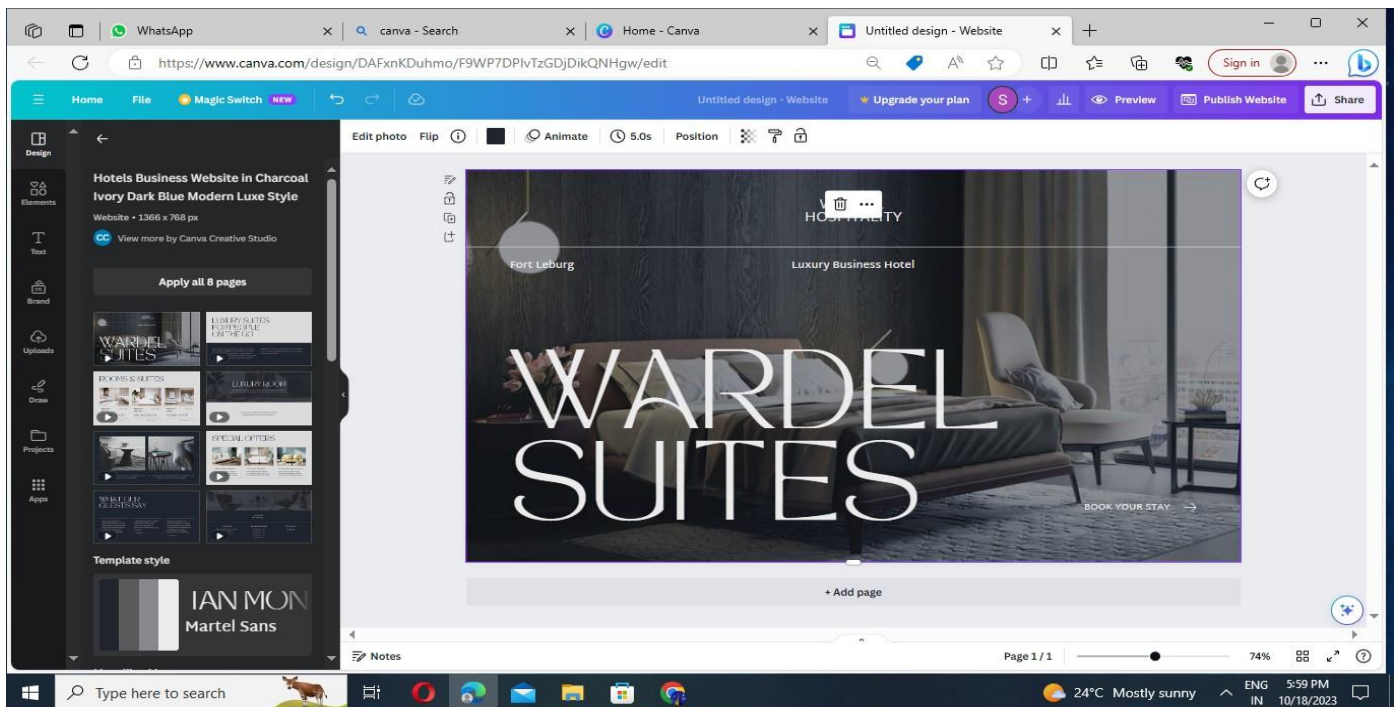 WhatsApp
canva - Search
Home - Canva
Untitled design - Website
https://www.canva.com/design/DAFxnKDuhmo/F9WP7DPIvTzGDjDikQNHgw/edit
Sign in
Home File Magic Switch NEW Untitled design - Website Upgrade your plan S + Preview Publish Website Share
Design
Elements
Text
Brand
Uploads
Draw
Projects
Apps
Hotels Business Website in Charcoal
Ivory Dark Blue Modern Luxe Style
Website • 1366 x 768 px
CC View more by Canva Creative Studio
Apply all 8 pages
WARDEL
SUITES
LUXURY SUITES
FOR PEOPLE
ON THE GO
ROOMS & SUITES
LUXURY ROOM
SPECIAL OFFERS
WHAT OUR
GUESTS SAY
Template style
IAN MON
Martel Sans
Edit photo Flip Animate 5.0s Position
HOSPITALITY
Fort Leburg
Luxury Business Hotel
WARDEL
SUITES
BOOK YOUR STAY →
+ Add page
Notes
Page 1 / 1
74%
Type here to search
24°C Mostly sunny
ENG
IN
5:59 PM
10/18/2023